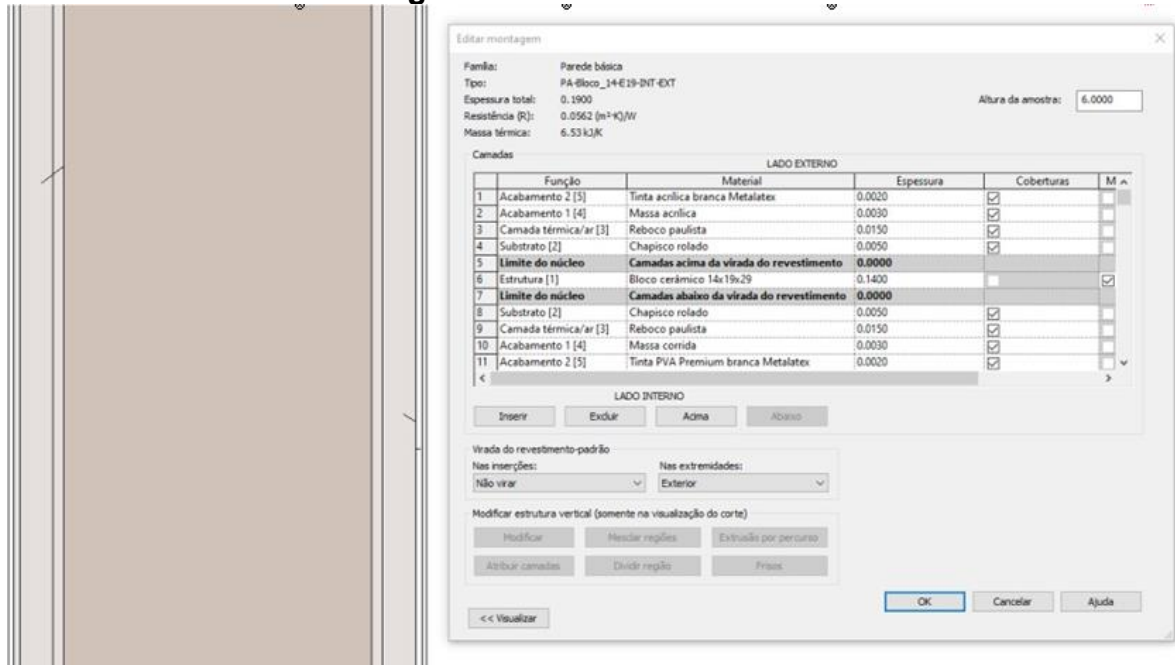 Editar montagem
Família: Parede básica
Tipo: PA-Bloco_14-E19-INT-EXT
Espessura total: 0.1900 Altura da amostra: 6.0000
Resistência (R): 0.0562 (m²·K)/W
Massa térmica: 6.53 kJ/K
Camadas
LADO EXTERNO
Função Material Espessura Coberturas M
1 Acabamento 2 [5] Tinta acrílica branca Metalatex 0.0020
2 Acabamento 1 [4] Massa acrílica 0.0030
3 Camada térmica/ar [3] Reboco paulista 0.0150
4 Substrato [2] Chapisco rolado 0.0050
5 Limite do núcleo Camadas acima da virada do revestimento 0.0000
6 Estrutura [1] Bloco cerâmico 14x19x29 0.1400
7 Limite do núcleo Camadas abaixo da virada do revestimento 0.0000
8 Substrato [2] Chapisco rolado 0.0050
9 Camada térmica/ar [3] Reboco paulista 0.0150
10 Acabamento 1 [4] Massa corrida 0.0030
11 Acabamento 2 [5] Tinta PVA Premium branca Metalatex 0.0020
LADO INTERNO
Inserir Excluir Acima Abaixo
Virada do revestimento-padrão
Nas inserções: Nas extremidades:
Não virar Exterior
Modificar estrutura vertical (somente na visualização do corte)
Modificar Mesclar regiões Extrusão por percurso
Atribuir camadas Dividir região Frisos
OK Cancelar Ajuda
<< Visualizar